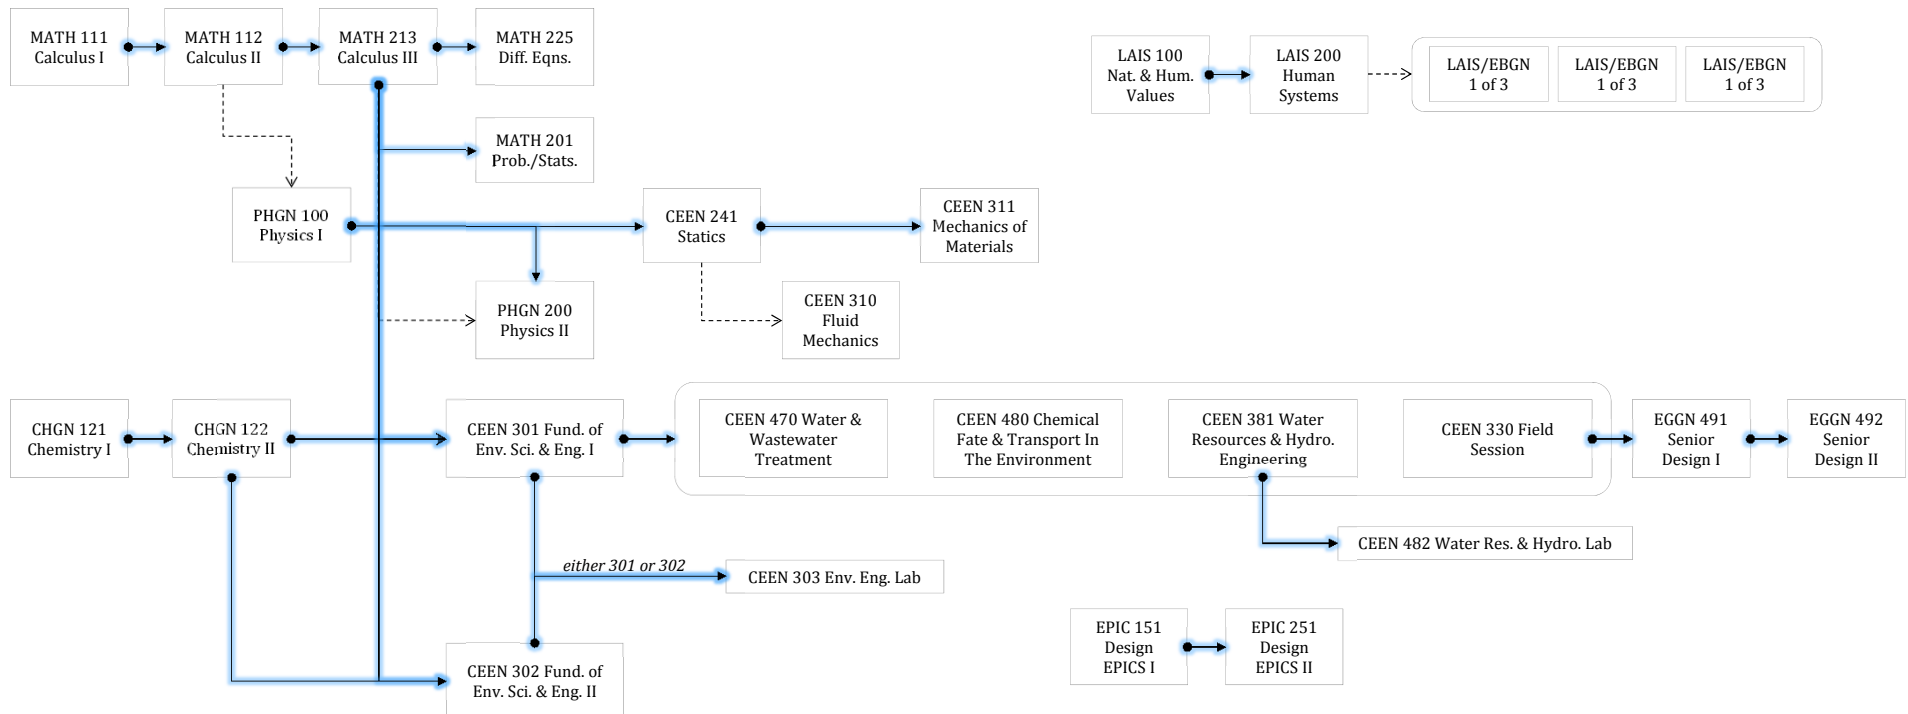 MATH 111
Calculus I
MATH 112
Calculus II
MATH 213
Calculus III
MATH 225
Diff. Eqns.
LAIS 100
Nat. & Hum.
Values
LAIS 200
Human
Systems
LAIS/EBGN
1 of 3
LAIS/EBGN
1 of 3
LAIS/EBGN
1 of 3
MATH 201
Prob./Stats.
PHGN 100
Physics I
CEEN 241
Statics
CEEN 311
Mechanics of
Materials
PHGN 200
Physics II
CEEN 310
Fluid
Mechanics
CHGN 121
Chemistry I
CHGN 122
Chemistry II
CEEN 301 Fund. of
Env. Sci. & Eng. I
CEEN 470 Water &
Wastewater
Treatment
CEEN 480 Chemical
Fate & Transport In
The Environment
CEEN 381 Water
Resources & Hydro.
Engineering
CEEN 330 Field
Session
EGGN 491
Senior
Design I
EGGN 492
Senior
Design II
CEEN 482 Water Res. & Hydro. Lab
either 301 or 302
CEEN 303 Env. Eng. Lab
EPIC 151
Design
EPICS I
EPIC 251
Design
EPICS II
CEEN 302 Fund. of
Env. Sci. & Eng. II